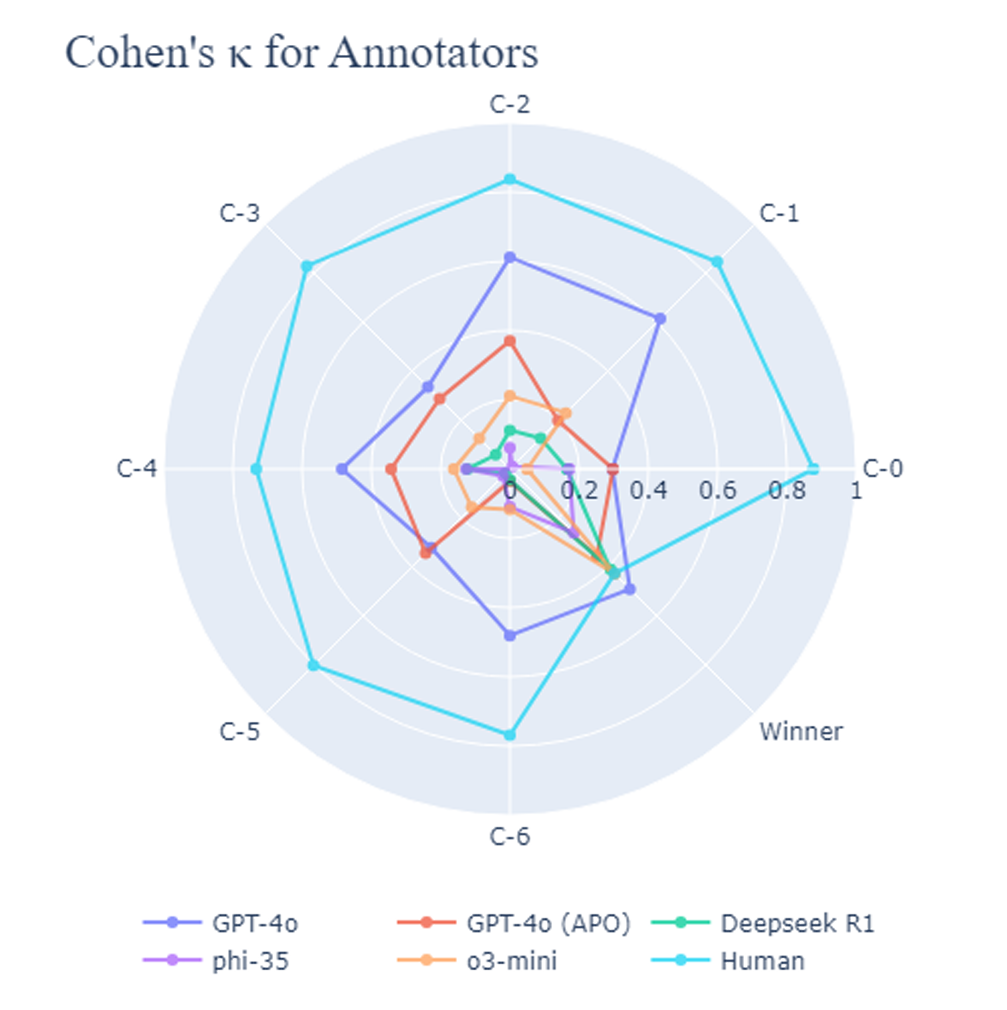 Cohen's κ for Annotators
C-2
C-3
C-1
C-4
C-0
0 0.2 0.4 0.6 0.8 1
C-5
Winner
C-6
GPT-4o GPT-4o (APO) Deepseek R1
phi-35 o3-mini Human